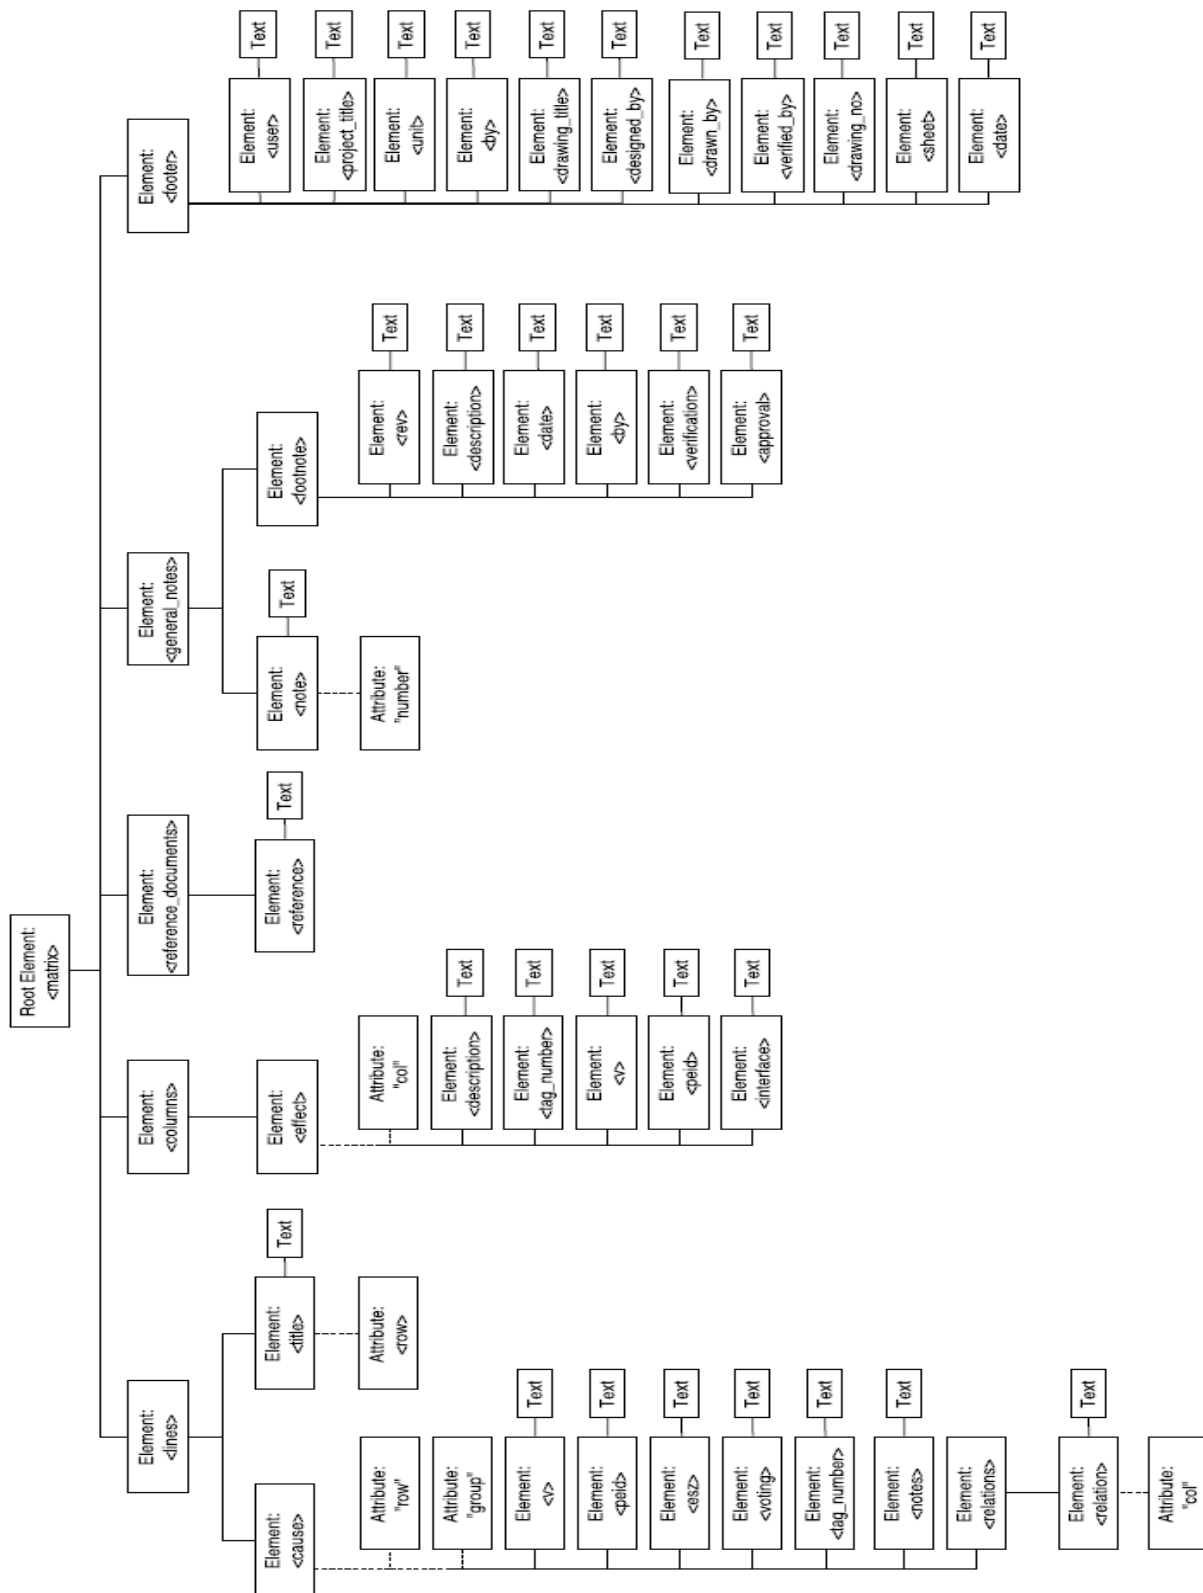 Root Element:
<matrix>
Element:
<lines>
Element:
<columns>
Element:
<reference_documents>
Element:
<general_notes>
Element:
<footer>
Element:
<cause>
Element:
<title>
Text
Attribute:
<row>
Attribute:
"row"
Attribute:
"group"
Element:
<v>
Text
Element:
<peid>
Text
Element:
<esz>
Text
Element:
<voting>
Text
Element:
<tag_number>
Text
Element:
<notes>
Text
Element:
<relations>
Element:
<relation>
Text
Attribute:
"col"
Element:
<effect>
Attribute:
"col"
Element:
<description>
Text
Element:
<tag_number>
Text
Element:
<v>
Text
Element:
<peid>
Text
Element:
<interface>
Text
Element:
<reference>
Text
Element:
<note>
Text
Attribute:
"number"
Element:
<footnote>
Element:
<rev>
Text
Element:
<description>
Text
Element:
<date>
Text
Element:
<by>
Text
Element:
<verification>
Text
Element:
<approval>
Text
Element:
<user>
Text
Element:
<project_title>
Text
Element:
<unit>
Text
Element:
<by>
Text
Element:
<drawing_title>
Text
Element:
<designed_by>
Text
Element:
<drawn_by>
Text
Element:
<verified_by>
Text
Element:
<drawing_no>
Text
Element:
<sheet>
Text
Element:
<date>
Text